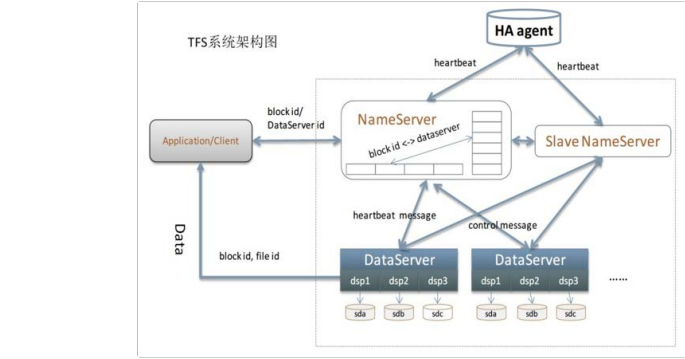 TFS系统架构图
HA agent
heartbeat
heartbeat
block id/
DataServer id
NameServer
block id <-> dataserver
Application/Client
Slave NameServer
heartbeat message
control message
Data
block id, file id
DataServer
dsp1 dsp2 dsp3
sda sdb sdc
DataServer
dsp1 dsp2 dsp3
sda sdb sdc
......